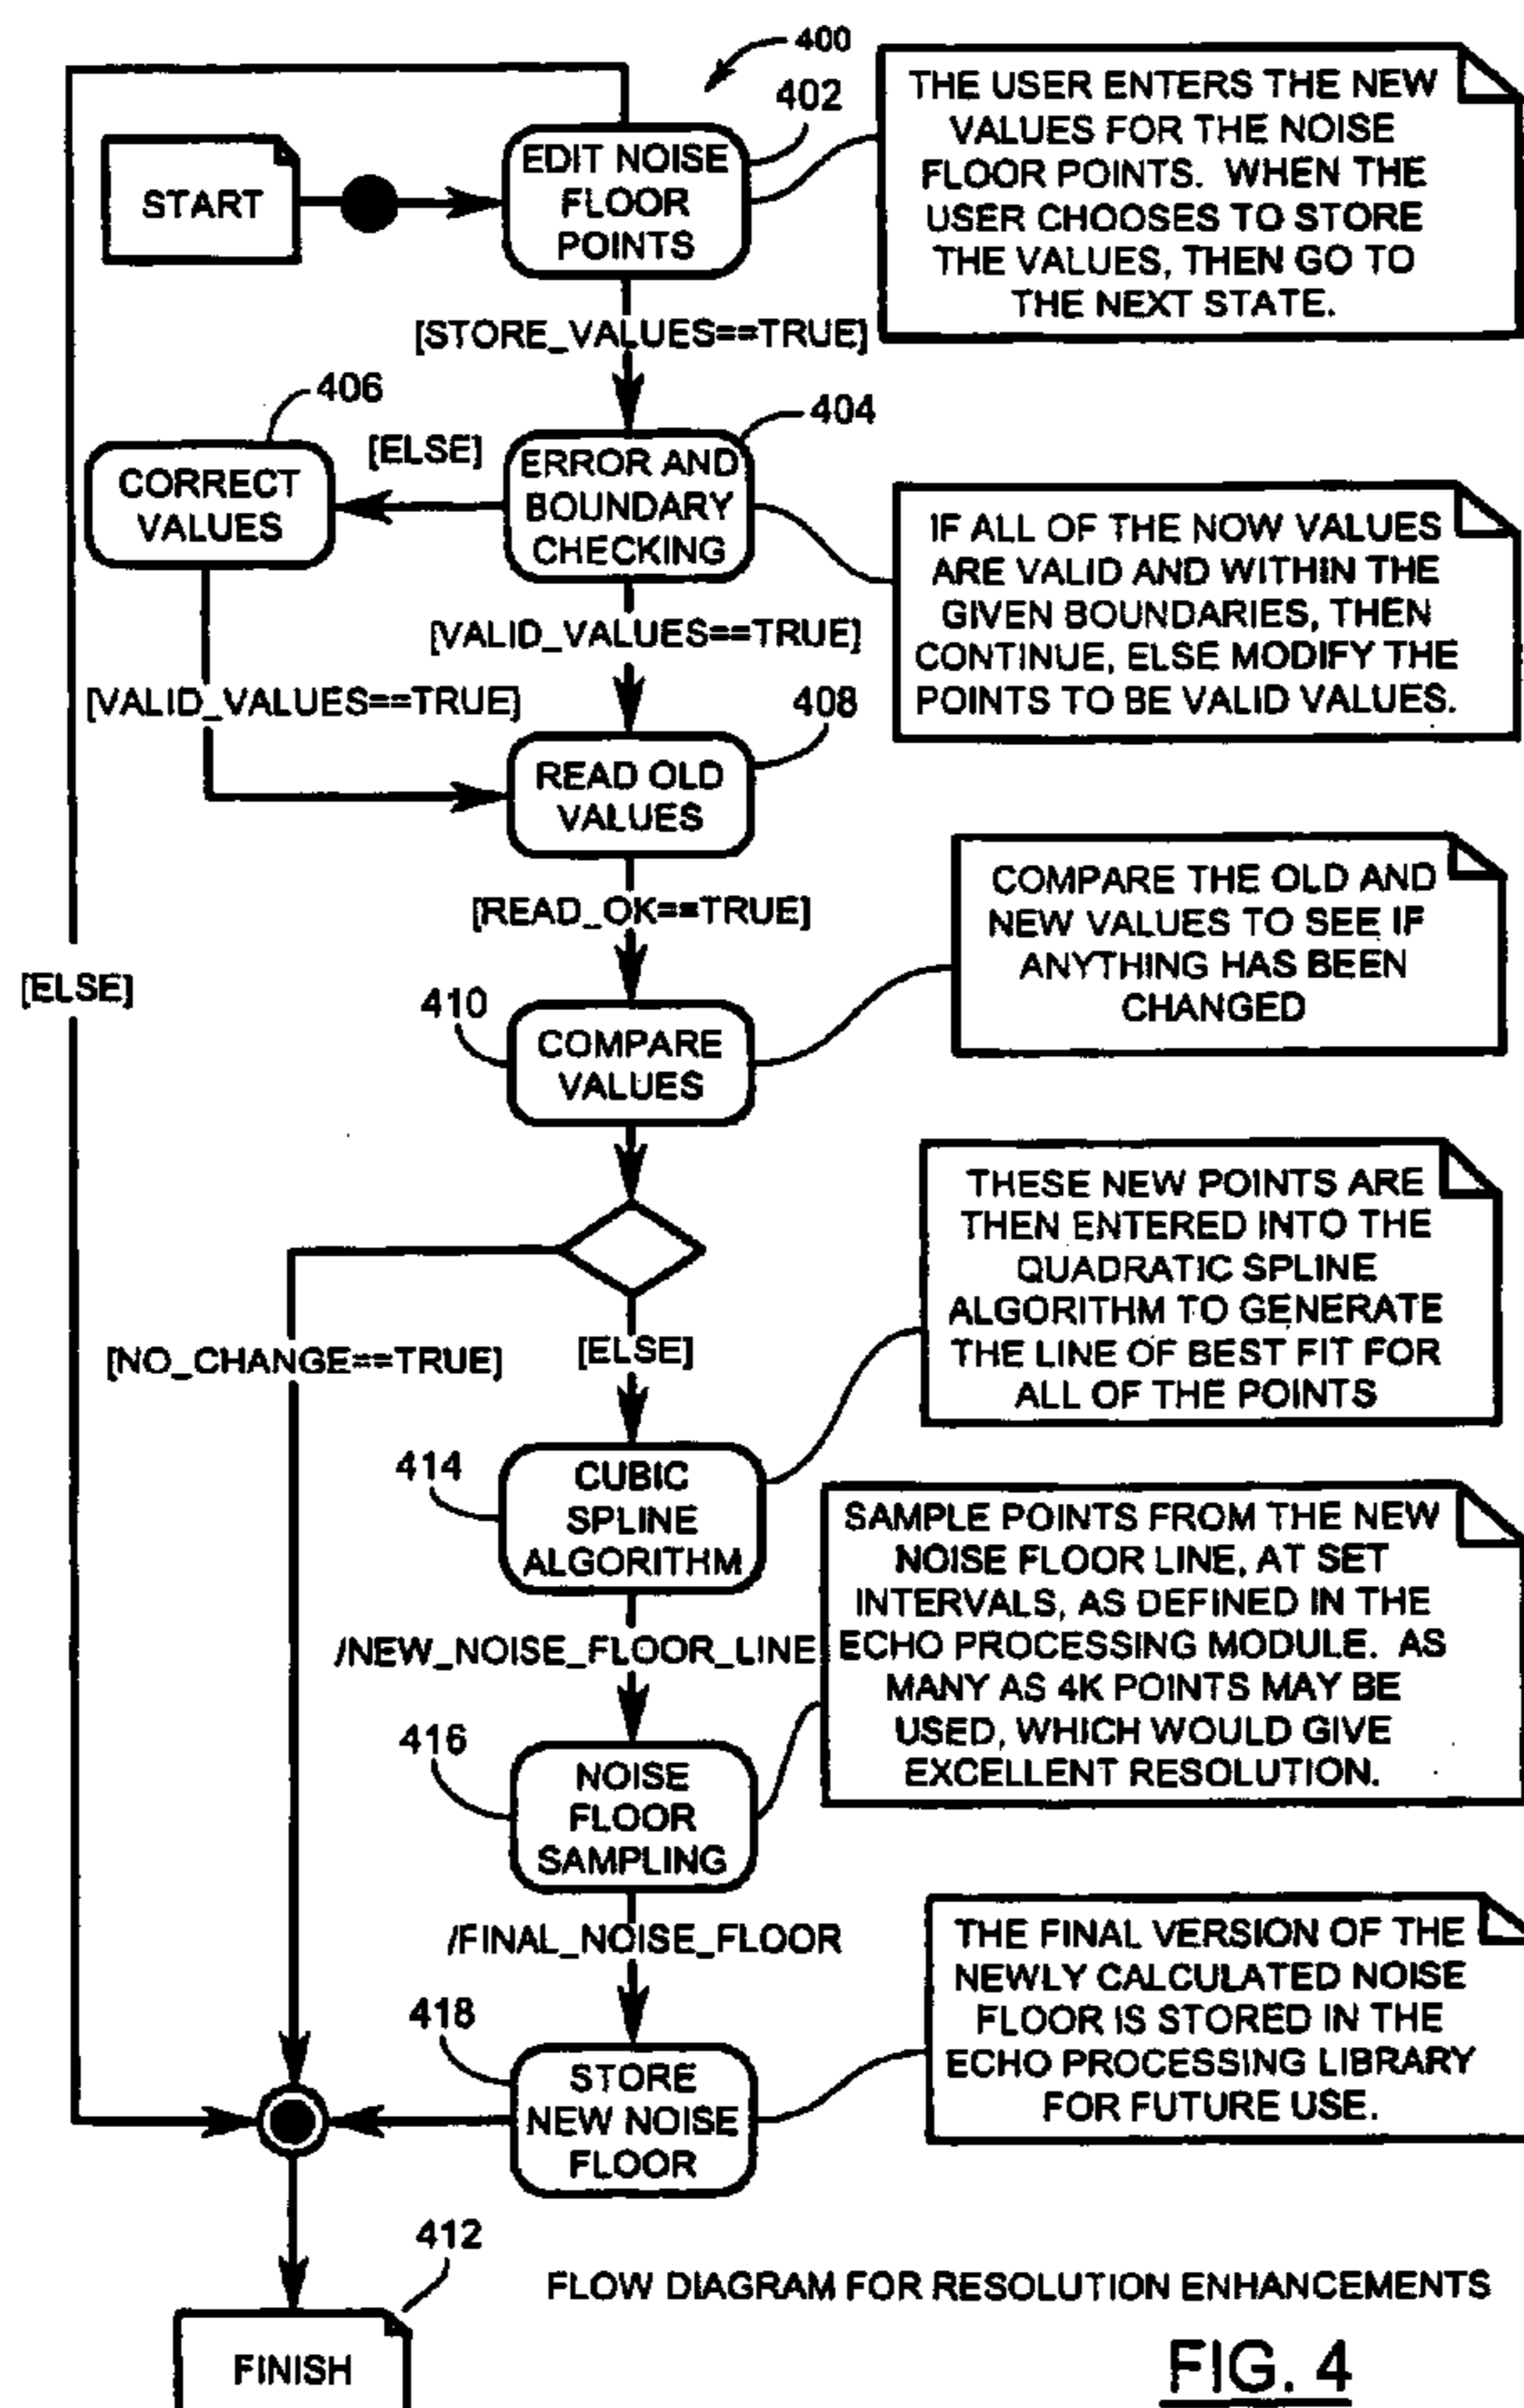 400
402
START
EDIT NOISE
FLOOR
POINTS
THE USER ENTERS THE NEW
VALUES FOR THE NOISE
FLOOR POINTS. WHEN THE
USER CHOOSES TO STORE
THE VALUES, THEN GO TO
THE NEXT STATE.
[STORE_VALUES==TRUE]
406
404
[ELSE]
CORRECT
VALUES
ERROR AND
BOUNDARY
CHECKING
IF ALL OF THE NOW VALUES
ARE VALID AND WITHIN THE
GIVEN BOUNDARIES, THEN
CONTINUE, ELSE MODIFY THE
POINTS TO BE VALID VALUES.
[VALID_VALUES==TRUE]
[VALID_VALUES==TRUE]
408
READ OLD
VALUES
[READ_OK==TRUE]
COMPARE THE OLD AND
NEW VALUES TO SEE IF
ANYTHING HAS BEEN
CHANGED
[ELSE]
410
COMPARE
VALUES
THESE NEW POINTS ARE
THEN ENTERED INTO THE
QUADRATIC SPLINE
ALGORITHM TO GENERATE
THE LINE OF BEST FIT FOR
ALL OF THE POINTS
[NO_CHANGE==TRUE]
[ELSE]
414
CUBIC
SPLINE
ALGORITHM
SAMPLE POINTS FROM THE NEW
NOISE FLOOR LINE, AT SET
INTERVALS, AS DEFINED IN THE
ECHO PROCESSING MODULE. AS
MANY AS 4K POINTS MAY BE
USED, WHICH WOULD GIVE
EXCELLENT RESOLUTION.
/NEW_NOISE_FLOOR_LINE
416
NOISE
FLOOR
SAMPLING
/FINAL_NOISE_FLOOR
THE FINAL VERSION OF THE
NEWLY CALCULATED NOISE
FLOOR IS STORED IN THE
ECHO PROCESSING LIBRARY
FOR FUTURE USE.
418
STORE
NEW NOISE
FLOOR
412
FINISH
FLOW DIAGRAM FOR RESOLUTION ENHANCEMENTS
FIG. 4